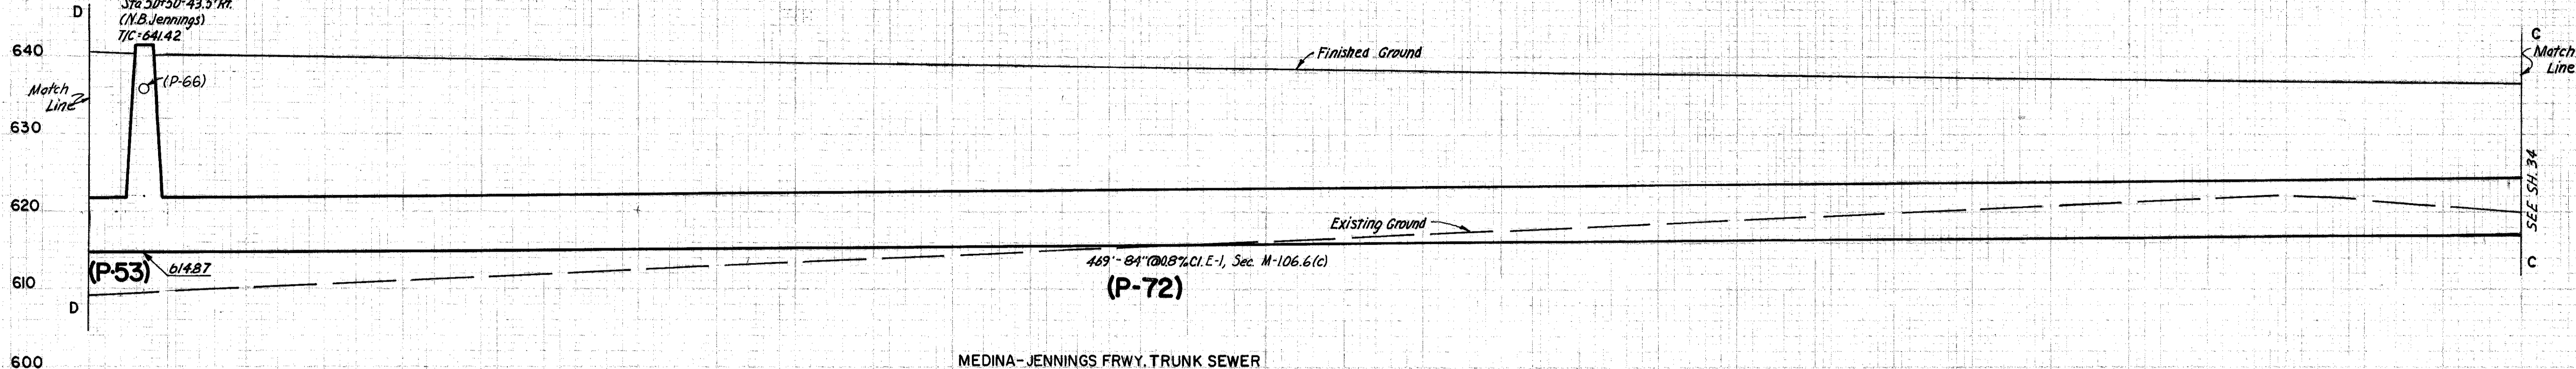 D
Sta 50+50-43.5' Rt.
(N.B. Jennings)
T/C=641.42
640
(P-66)
Match
Line
630
620
(P-53)
614.87
610
D
600
Finished Ground
Existing Ground
469'-84"@0.8% Cl. E-1, Sec. M-106.6(c)
(P-72)
MEDINA-JENNINGS FRWY. TRUNK SEWER
C
Match
Line
SEE SH. 34
C